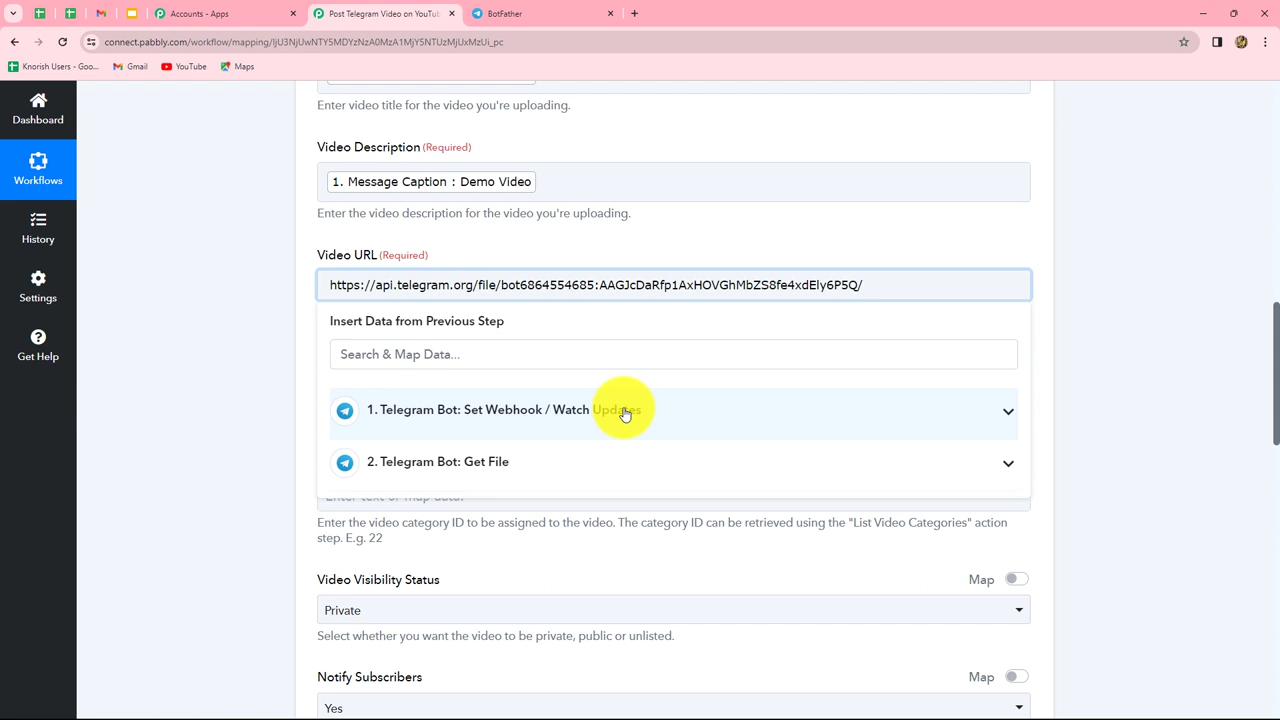 Accounts - Apps
Post Telegram Video on YouTub
BotFather
connect.pabbly.com/workflow/mapping/IjU3NjUwNTY5MDYzNzA0MzA1MjY5NTUzMjUxMzUi_pc
Knorish Users - Goo...
Gmail
YouTube
Maps
Dashboard
Workflows
History
Settings
Get Help
Enter video title for the video you're uploading.
Video Description (Required)
1. Message Caption : Demo Video
Enter the video description for the video you're uploading.
Video URL (Required)
https://api.telegram.org/file/bot6864554685:AAGJcDaRfp1AxHOVGhMbZS8fe4xdEly6P5Q/
Insert Data from Previous Step
Search & Map Data...
1. Telegram Bot: Set Webhook / Watch Updates
2. Telegram Bot: Get File
Enter text or map data.
Enter the video category ID to be assigned to the video. The category ID can be retrieved using the "List Video Categories" action
step. E.g. 22
Video Visibility Status
Map
Private
Select whether you want the video to be private, public or unlisted.
Notify Subscribers
Map
Yes